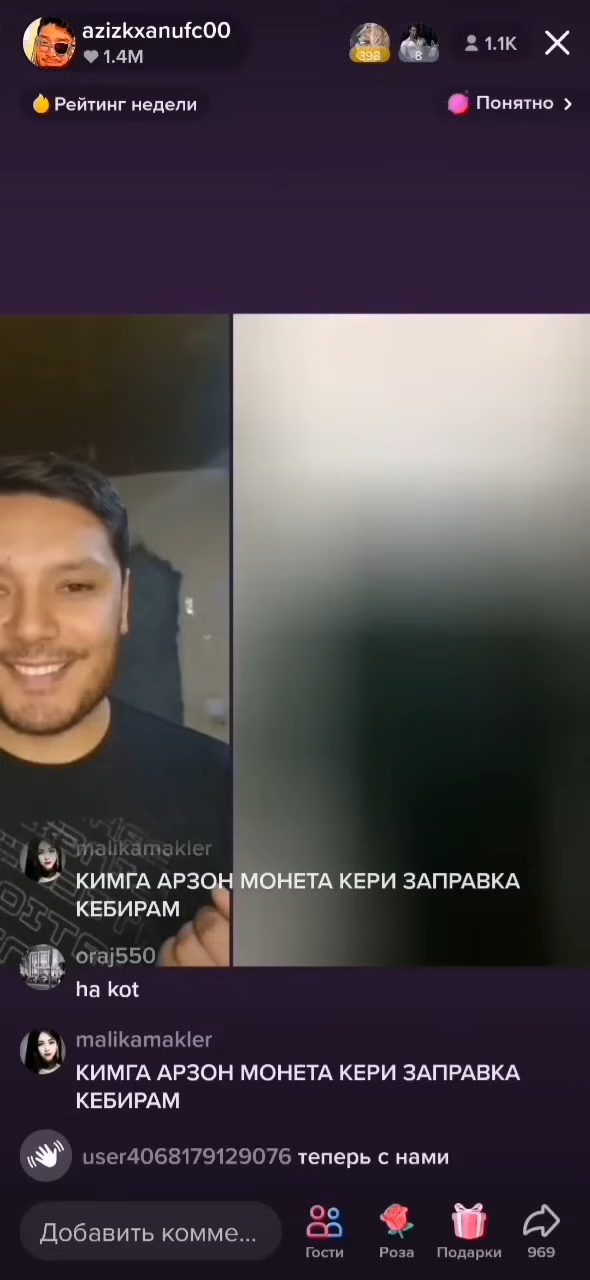 azizkxanufc00
1.4M
398
8
1.1K
Рейтинг недели
Понятно
malikamakler
КИМГА АРЗОН МОНЕТА КЕРИ ЗАПРАВКА
КЕБИРАМ
oraj550
ha kot
malikamakler
КИМГА АРЗОН МОНЕТА КЕРИ ЗАПРАВКА
КЕБИРАМ
user4068179129076 теперь с нами
Добавить комме...
Гости
Роза
Подарки
969